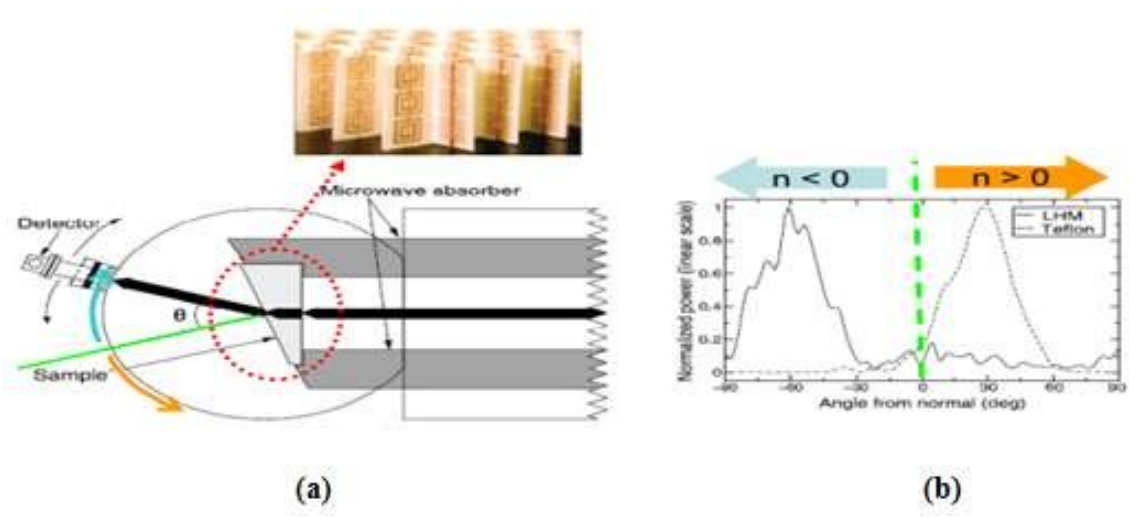 Microwave absorber
Detector
θ
Sample
(a)
n < 0
n > 0
Normalized power (linear scale)
1
0.8
0.6
0.4
0.2
0
LHM
Teflon
-90
-60
-30
0
30
60
90
Angle from normal (deg)
(b)